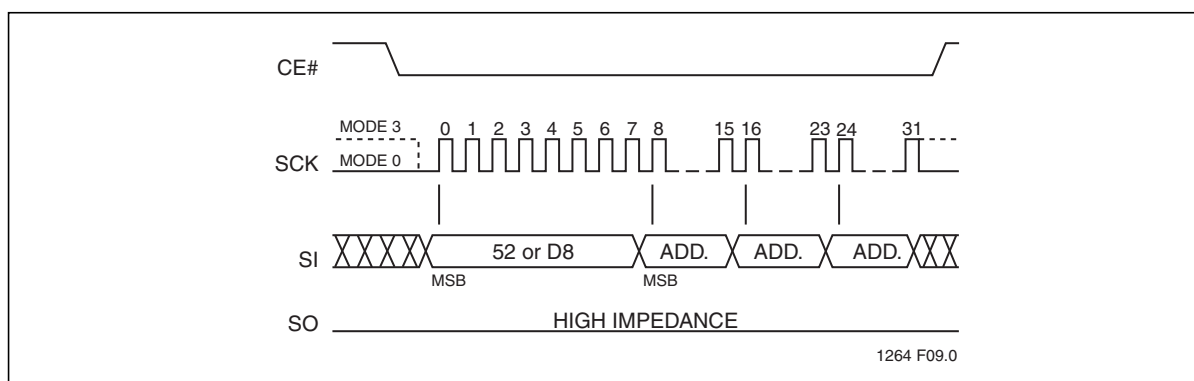 CE#
MODE 3
0 1 2 3 4 5 6 7 8 15 16 23 24 31
SCK
MODE 0
SI
52 or D8
ADD.
ADD.
ADD.
MSB
MSB
SO
HIGH IMPEDANCE
1264 F09.0